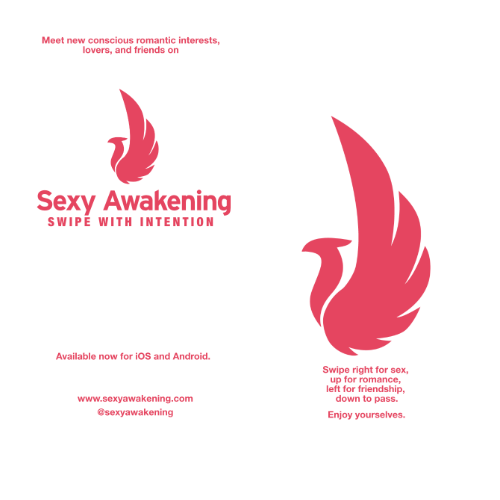 Meet new conscious romantic interests,
lovers, and friends on
Sexy Awakening
SWIPE WITH INTENTION
Available now for iOS and Android.
www.sexyawakening.com
@sexyawakening
Swipe right for sex,
up for romance,
left for friendship,
down to pass.
Enjoy yourselves.